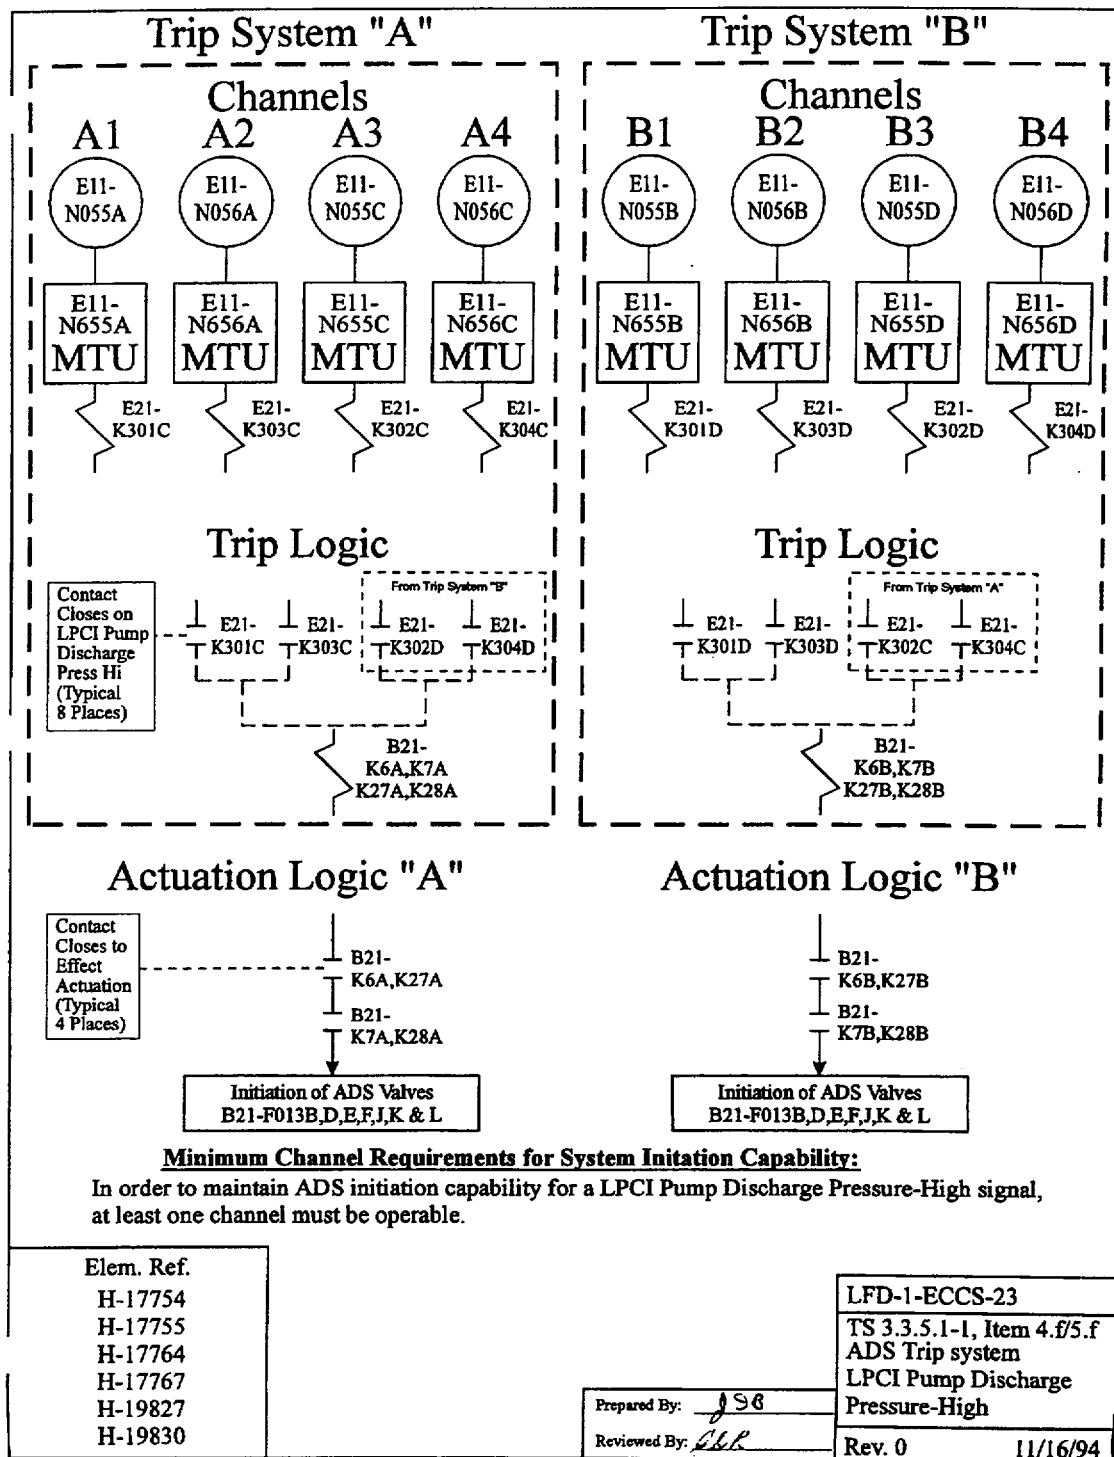 Trip System "A"
Trip System "B"
Channels
A1 A2 A3 A4
E11-
N055A
E11-
N056A
E11-
N055C
E11-
N056C
E11-
N655A
MTU
E11-
N656A
MTU
E11-
N655C
MTU
E11-
N656C
MTU
E21-
K301C
E21-
K303C
E21-
K302C
E21-
K304C
Channels
B1 B2 B3 B4
E11-
N055B
E11-
N056B
E11-
N055D
E11-
N056D
E11-
N655B
MTU
E11-
N656B
MTU
E11-
N655D
MTU
E11-
N656D
MTU
E21-
K301D
E21-
K303D
E21-
K302D
E21-
K304D
Trip Logic
Contact
Closes on
LPCI Pump
Discharge
Press Hi
(Typical
8 Places)
From Trip System "B"
E21-
K301C
E21-
K303C
E21-
K302D
E21-
K304D
B21-
K6A,K7A
K27A,K28A
Trip Logic
From Trip System "A"
E21-
K301D
E21-
K303D
E21-
K302C
E21-
K304C
B21-
K6B,K7B
K27B,K28B
Actuation Logic "A"
Contact
Closes to
Effect
Actuation
(Typical
4 Places)
B21-
K6A,K27A
B21-
K7A,K28A
Initiation of ADS Valves
B21-F013B,D,E,F,J,K & L
Actuation Logic "B"
B21-
K6B,K27B
B21-
K7B,K28B
Initiation of ADS Valves
B21-F013B,D,E,F,J,K & L
Minimum Channel Requirements for System Initation Capability:
In order to maintain ADS initiation capability for a LPCI Pump Discharge Pressure-High signal,
at least one channel must be operable.
Elem. Ref.
H-17754
H-17755
H-17764
H-17767
H-19827
H-19830
Prepared By:
Reviewed By:
LFD-1-ECCS-23
TS 3.3.5.1-1, Item 4.f/5.f
ADS Trip system
LPCI Pump Discharge
Pressure-High
Rev. 0 11/16/94